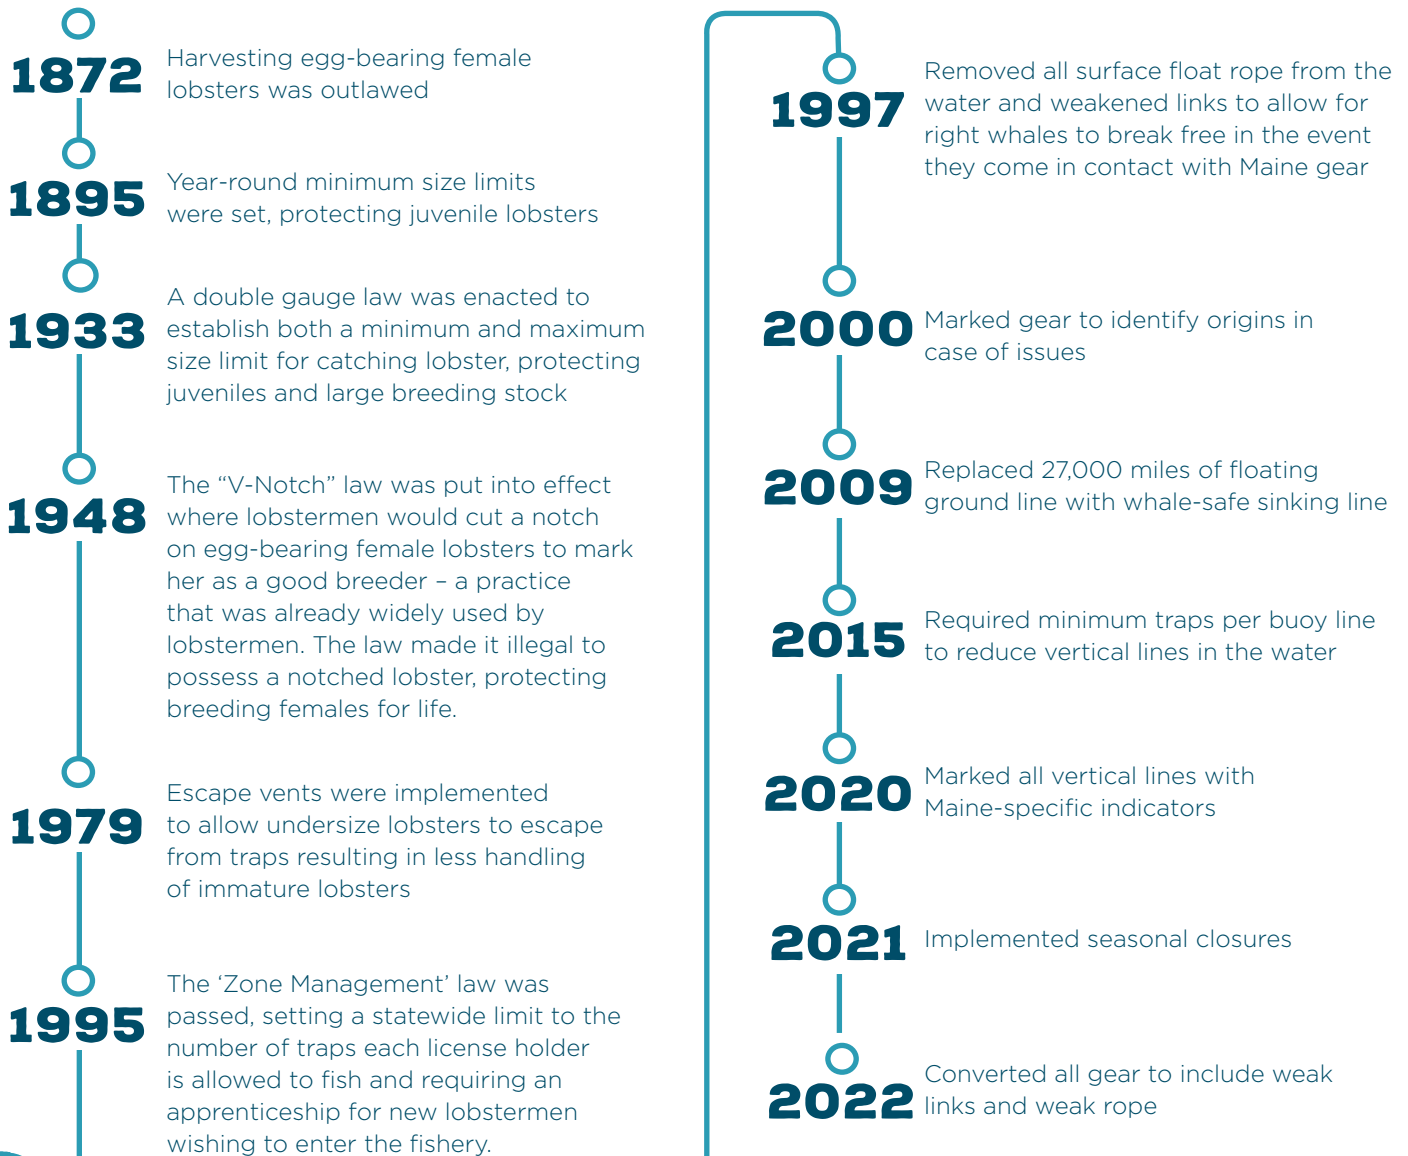 1872
Harvesting egg-bearing female
lobsters was outlawed
1895
Year-round minimum size limits
were set, protecting juvenile lobsters
1933
A double gauge law was enacted to
establish both a minimum and maximum
size limit for catching lobster, protecting
juveniles and large breeding stock
1948
The “V-Notch” law was put into effect
where lobstermen would cut a notch
on egg-bearing female lobsters to mark
her as a good breeder – a practice
that was already widely used by
lobstermen. The law made it illegal to
possess a notched lobster, protecting
breeding females for life.
1979
Escape vents were implemented
to allow undersize lobsters to escape
from traps resulting in less handling
of immature lobsters
1995
The ‘Zone Management’ law was
passed, setting a statewide limit to the
number of traps each license holder
is allowed to fish and requiring an
apprenticeship for new lobstermen
wishing to enter the fishery.
1997
Removed all surface float rope from the
water and weakened links to allow for
right whales to break free in the event
they come in contact with Maine gear
2000
Marked gear to identify origins in
case of issues
2009
Replaced 27,000 miles of floating
ground line with whale-safe sinking line
2015
Required minimum traps per buoy line
to reduce vertical lines in the water
2020
Marked all vertical lines with
Maine-specific indicators
2021
Implemented seasonal closures
2022
Converted all gear to include weak
links and weak rope